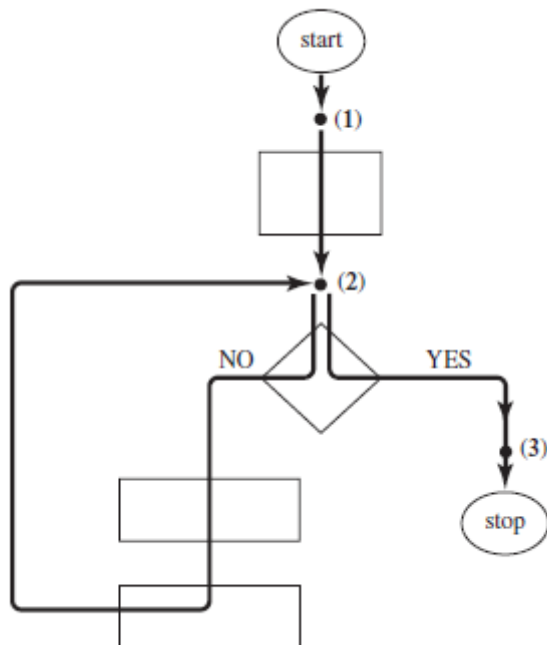 start
(1)
(2)
NO
YES
(3)
stop